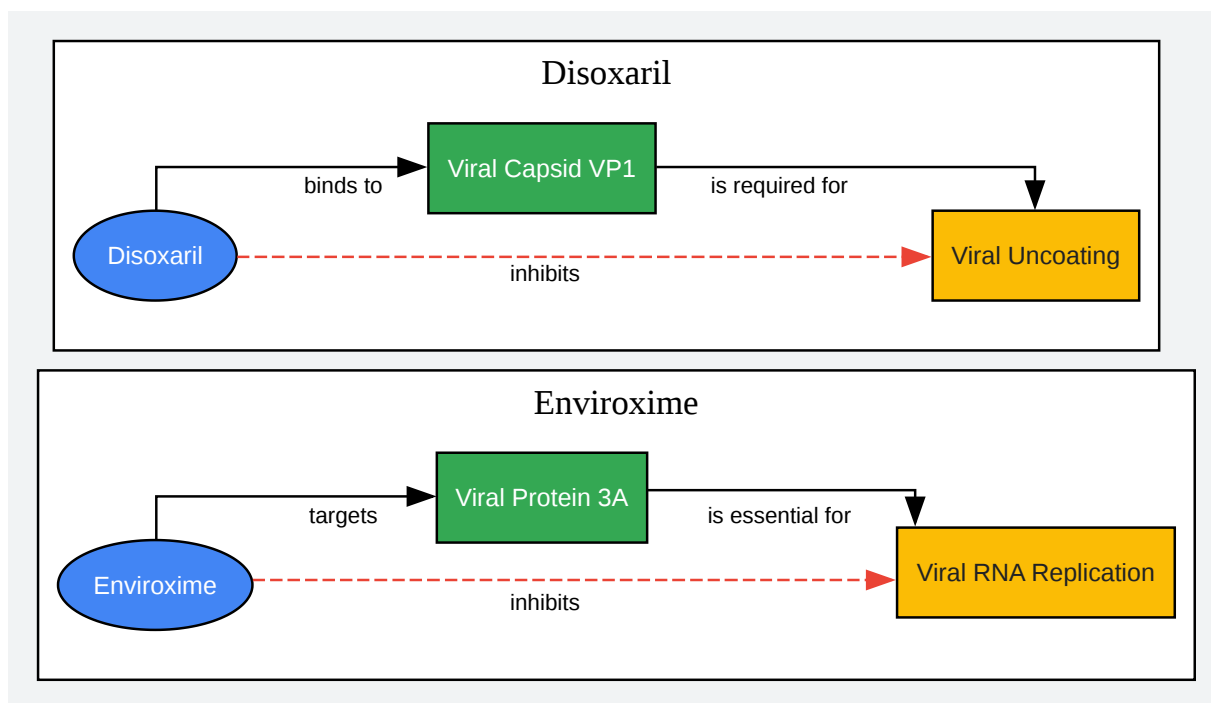 Disoxaril
Viral Capsid VP1
binds to
is required for
Disoxaril
Viral Uncoating
inhibits
Enviroxime
Viral Protein 3A
targets
is essential for
Enviroxime
Viral RNA Replication
inhibits